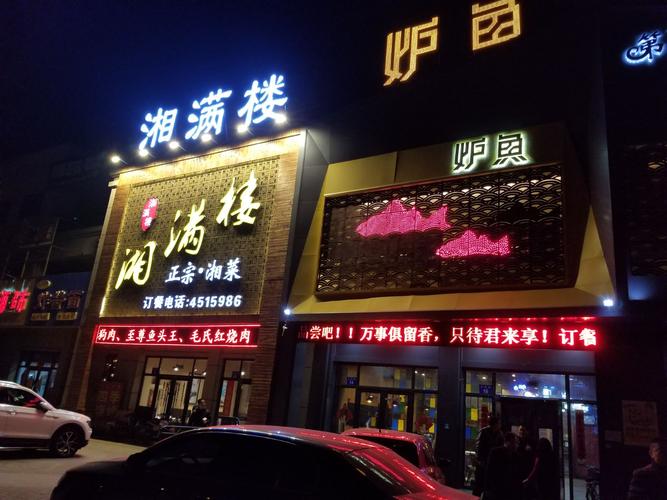 湘满楼
湘满楼
正宗·湘菜
订餐电话:4515986
狗肉、至尊鱼头王、毛氏红烧肉
炉鱼
炉鱼
尝吧!!万事俱留香,只待君来享!订餐
第